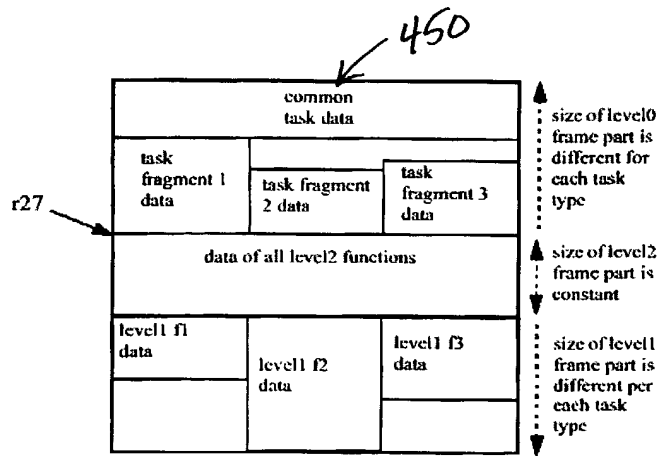 450
common
task data
task
fragment 1
data
task fragment
2 data
task
fragment 3
data
size of level0
frame part is
different for
each task
type
r27
data of all level2 functions
size of level2
frame part is
constant
level1 f1
data
level1 f2
data
level1 f3
data
size of level1
frame part is
different per
each task
type